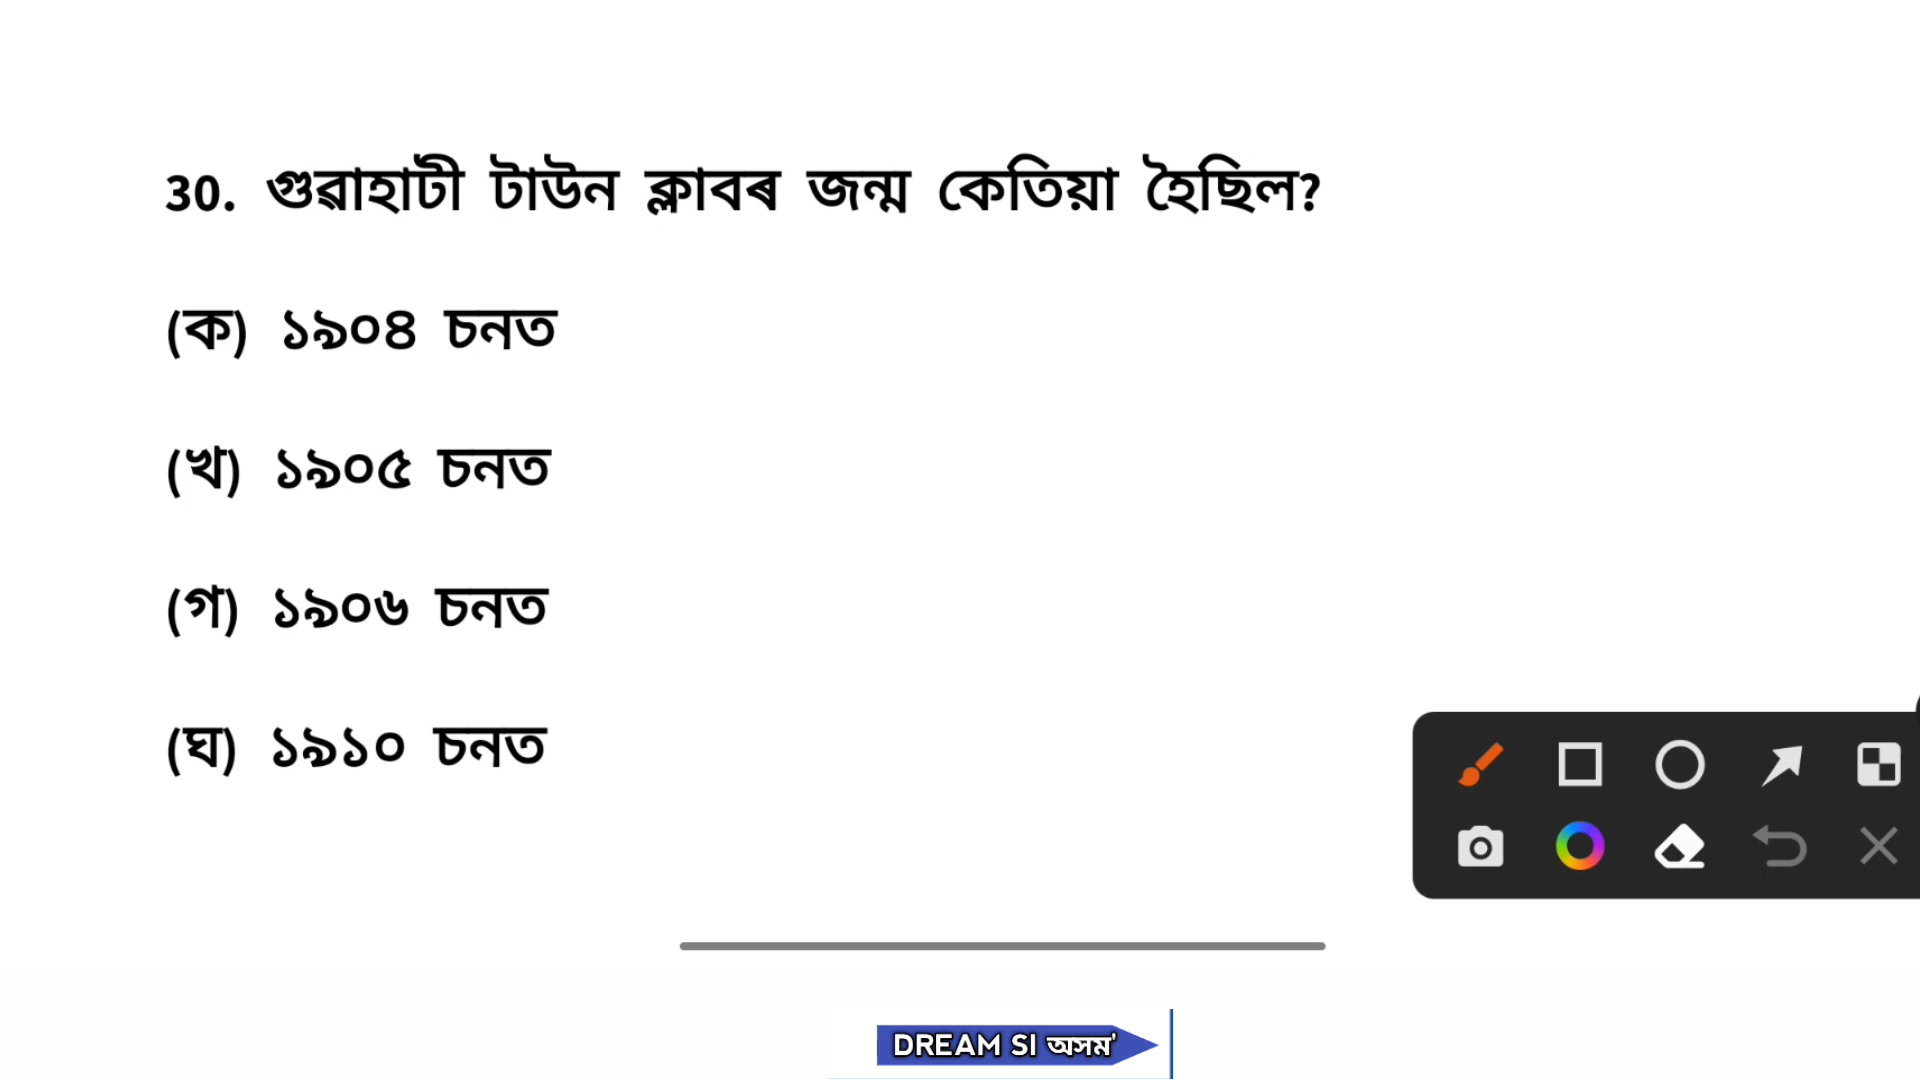 30. গুৱাহাটী টাউন ক্লাবৰ জন্ম কেতিয়া হৈছিল?
(ক) ১৯০৪ চনত
(খ) ১৯০৫ চনত
(গ) ১৯০৬ চনত
(ঘ) ১৯১০ চনত
DREAM SI অসম'